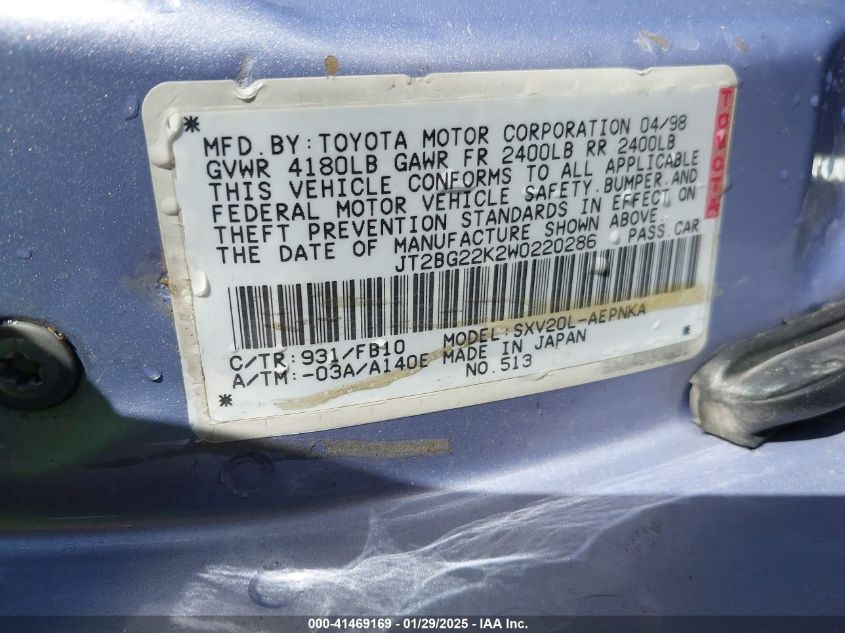 * MFD. BY: TOYOTA MOTOR CORPORATION 04/98
GVWR 4180LB GAWR FR 2400LB RR 2400LB
THIS VEHICLE CONFORMS TO ALL APPLICABLE
FEDERAL MOTOR VEHICLE SAFETY, BUMPER, AND
THEFT PREVENTION STANDARDS IN EFFECT ON
THE DATE OF MANUFACTURE SHOWN ABOVE.
JT2BG22K2W0220286 PASS. CAR
TOYOTA
C/TR: 931/FB10 MODEL: SXV20L-AEPNKA
A/TM: -03A/A140E MADE IN JAPAN
* NO. 513
000-41469169 - 01/29/2025 - IAAI.COM